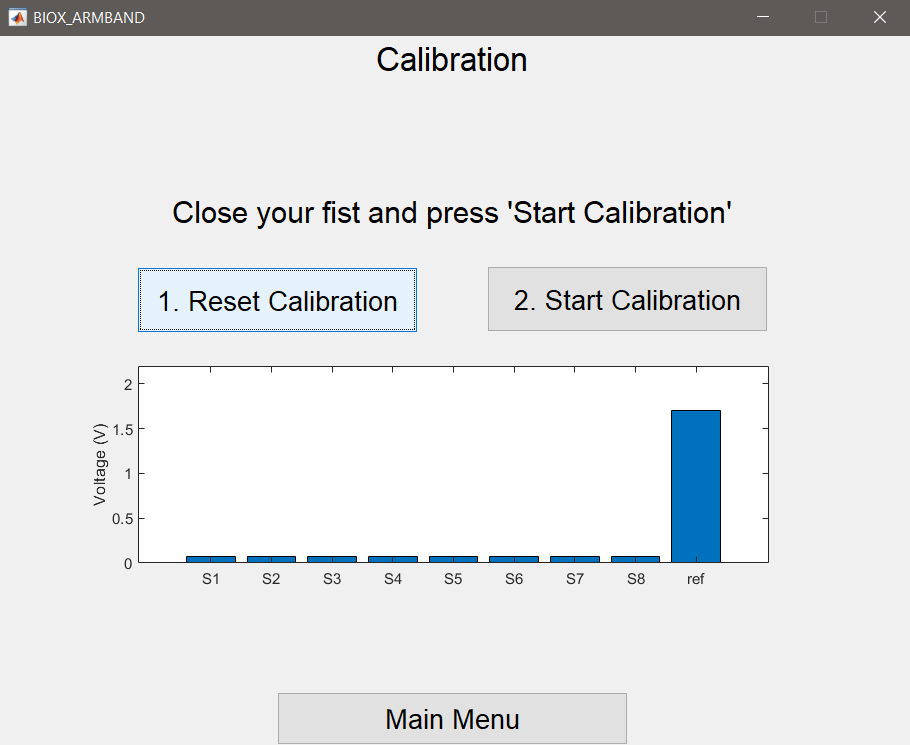 BIOX_ARMBAND
Calibration
Close your fist and press 'Start Calibration'
1. Reset Calibration
2. Start Calibration
Voltage (V)
2
1.5
1
0.5
0
S1 S2 S3 S4 S5 S6 S7 S8 ref
Main Menu